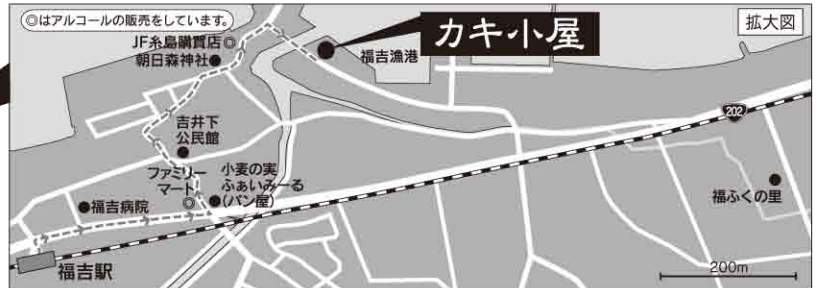 ◎はアルコールの販売をしています。
拡大図
JF糸島購買店◎
朝日森神社●
福吉漁港
カキ小屋
202
吉井下
公民館
ファミリー
マート
◎
小麦の実
ふぁいみーる
(パン屋)
福吉病院
福ふくの里
福吉駅
200m